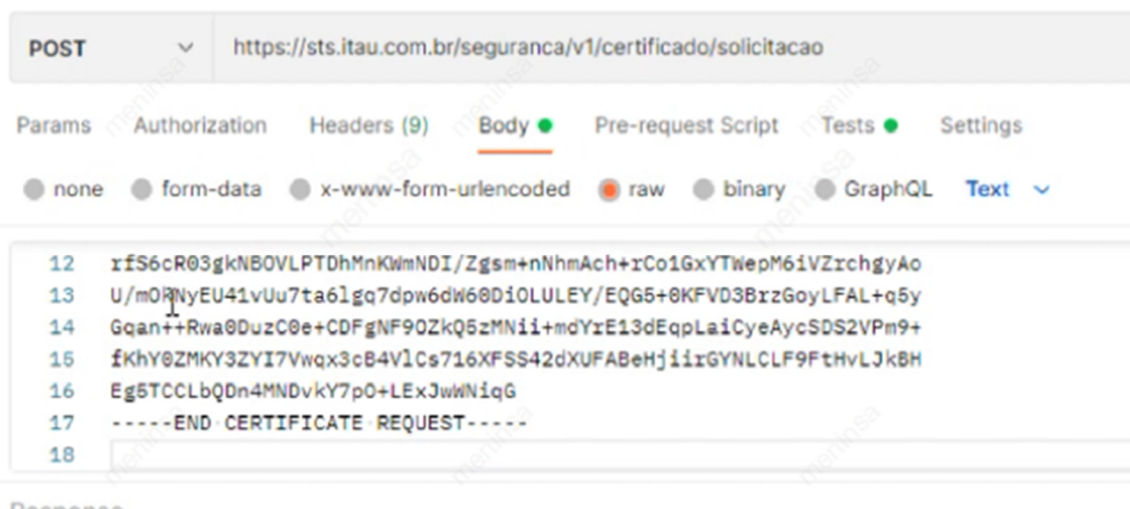 POST https://sts.itau.com.br/seguranca/v1/certificado/solicitacao
Params Authorization Headers (9) Body Pre-request Script Tests Settings
none form-data x-www-form-urlencoded raw binary GraphQL Text
12 rfS6cR03gkNBOVLPTDhMnKWmNDI/Zgsm+nNhmAch+rCo1GxYTWepM6iVZrchgyAo
13 U/mOkNyEU41vUu7ta6lgq7dpw6dW60DiOLULEY/EQG5+0KFVD3BrzGoyLFAL+q5y
14 Gqan++Rwa0DuzC0e+CDFgNF9OZkQ5zMNii+mdYrE13dEqpLaiCyeAycSDS2VPm9+
15 fKhY0ZMKY3ZYI7Vwqx3cB4VlCs716XFSS42dXUFABeHjiirGYNLCLF9FtHvLJkBH
16 Eg5TCCLbQDn4MNDvkY7pO+LExJwWNiqG
17 -----END CERTIFICATE REQUEST-----
18
meninsa